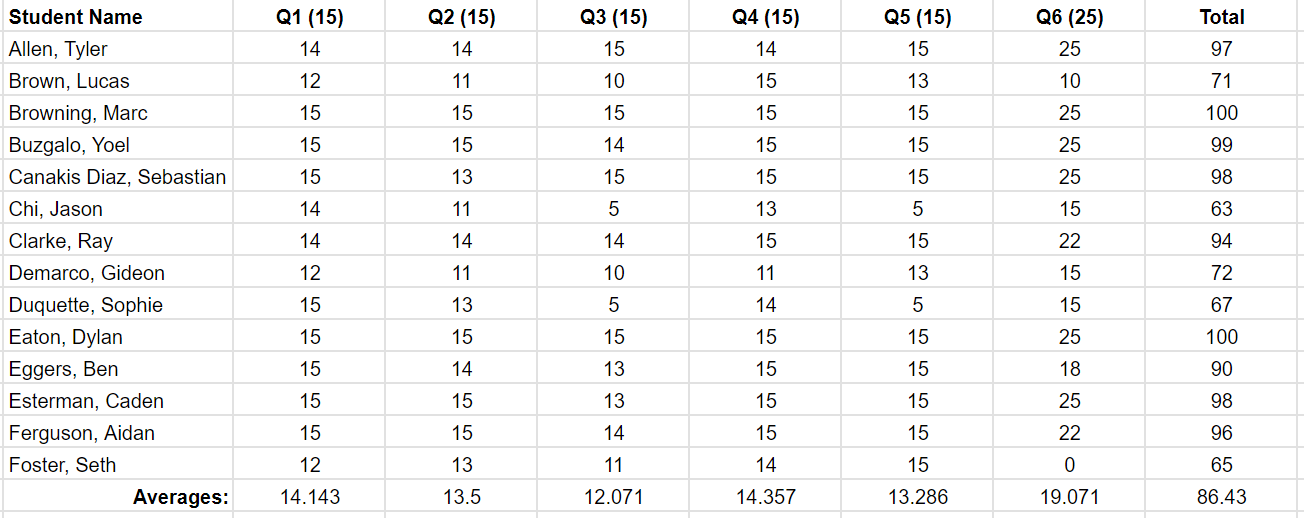 Student Name Q1 (15) Q2 (15) Q3 (15) Q4 (15) Q5 (15) Q6 (25) Total
Allen, Tyler 14 14 15 14 15 25 97
Brown, Lucas 12 11 10 15 13 10 71
Browning, Marc 15 15 15 15 15 25 100
Buzgalo, Yoel 15 15 14 15 15 25 99
Canakis Diaz, Sebastian 15 13 15 15 15 25 98
Chi, Jason 14 11 5 13 5 15 63
Clarke, Ray 14 14 14 15 15 22 94
Demarco, Gideon 12 11 10 11 13 15 72
Duquette, Sophie 15 13 5 14 5 15 67
Eaton, Dylan 15 15 15 15 15 25 100
Eggers, Ben 15 14 13 15 15 18 90
Esterman, Caden 15 15 13 15 15 25 98
Ferguson, Aidan 15 15 14 15 15 22 96
Foster, Seth 12 13 11 14 15 0 65
Averages: 14.143 13.5 12.071 14.357 13.286 19.071 86.43